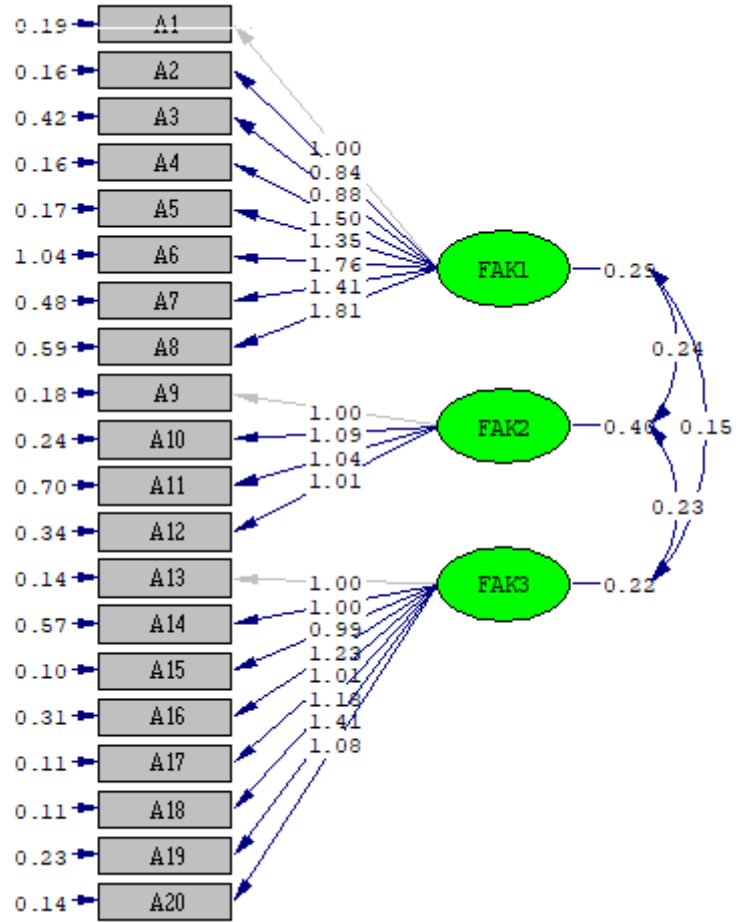 0.19 A1
0.16 A2
0.42 A3
0.16 A4
0.17 A5
1.04 A6
0.48 A7
0.59 A8
0.18 A9
0.24 A10
0.70 A11
0.34 A12
0.14 A13
0.57 A14
0.10 A15
0.31 A16
0.11 A17
0.11 A18
0.23 A19
0.14 A20
1.00
0.84
0.88
1.50
1.35
1.76
1.41
1.81
1.00
1.09
1.04
1.01
1.00
1.00
0.99
1.23
1.01
1.18
1.41
1.08
FAK1 0.29
FAK2 0.40
FAK3 0.22
0.24
0.15
0.23